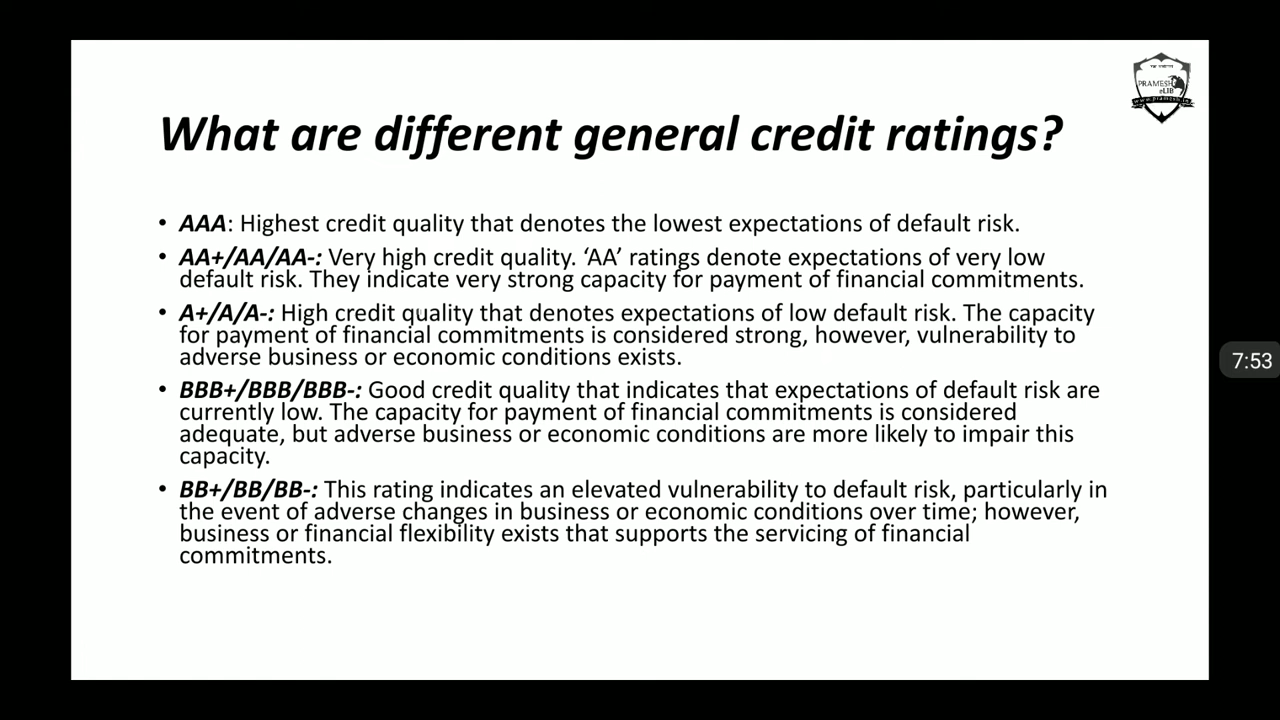 What are different general credit ratings?
PRAMESH
eLIB
• AAA: Highest credit quality that denotes the lowest expectations of default risk.
• AA+/AA/AA-: Very high credit quality. ‘AA’ ratings denote expectations of very low
default risk. They indicate very strong capacity for payment of financial commitments.
• A+/A/A-: High credit quality that denotes expectations of low default risk. The capacity
for payment of financial commitments is considered strong, however, vulnerability to
adverse business or economic conditions exists.
• BBB+/BBB/BBB-: Good credit quality that indicates that expectations of default risk are
currently low. The capacity for payment of financial commitments is considered
adequate, but adverse business or economic conditions are more likely to impair this
capacity.
• BB+/BB/BB-: This rating indicates an elevated vulnerability to default risk, particularly in
the event of adverse changes in business or economic conditions over time; however,
business or financial flexibility exists that supports the servicing of financial
commitments.
7:53